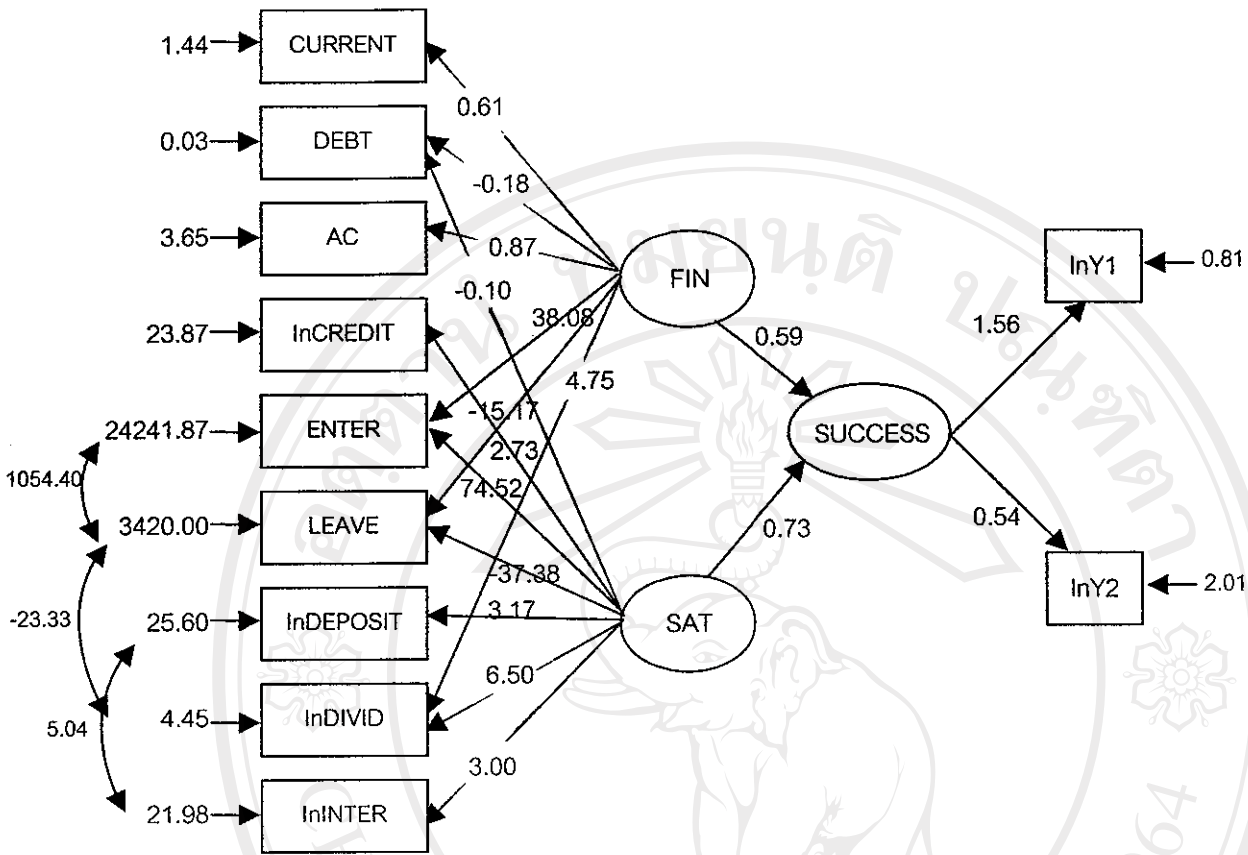 1.44 CURRENT
0.61
0.03 DEBT
-0.18
3.65 AC
0.87
FIN
lnY1 0.81
-0.10
38.08
23.87 lnCREDIT
0.59
1.56
4.75
-15.17
24241.87 ENTER
2.73
SUCCESS
1054.40
74.52
3420.00 LEAVE
0.73
0.54
-37.38
3.17
-23.33
25.60 lnDEPOSIT
SAT
lnY2 2.01
6.50
4.45 lnDIVID
5.04
3.00
21.98 lnINTER
964